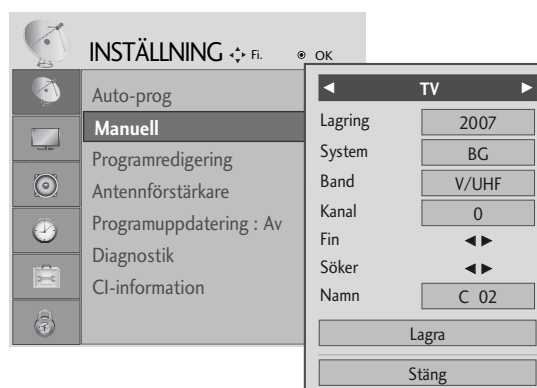 INSTÄLLNING Fi. OK
Auto-prog
Manuell
Programredigering
Antennförstärkare
Programuppdatering : Av
Diagnostik
CI-information
◄ TV ►
Lagring 2007
System BG
Band V/UHF
Kanal 0
Fin ◄►
Söker ◄►
Namn C 02
Lagra
Stäng